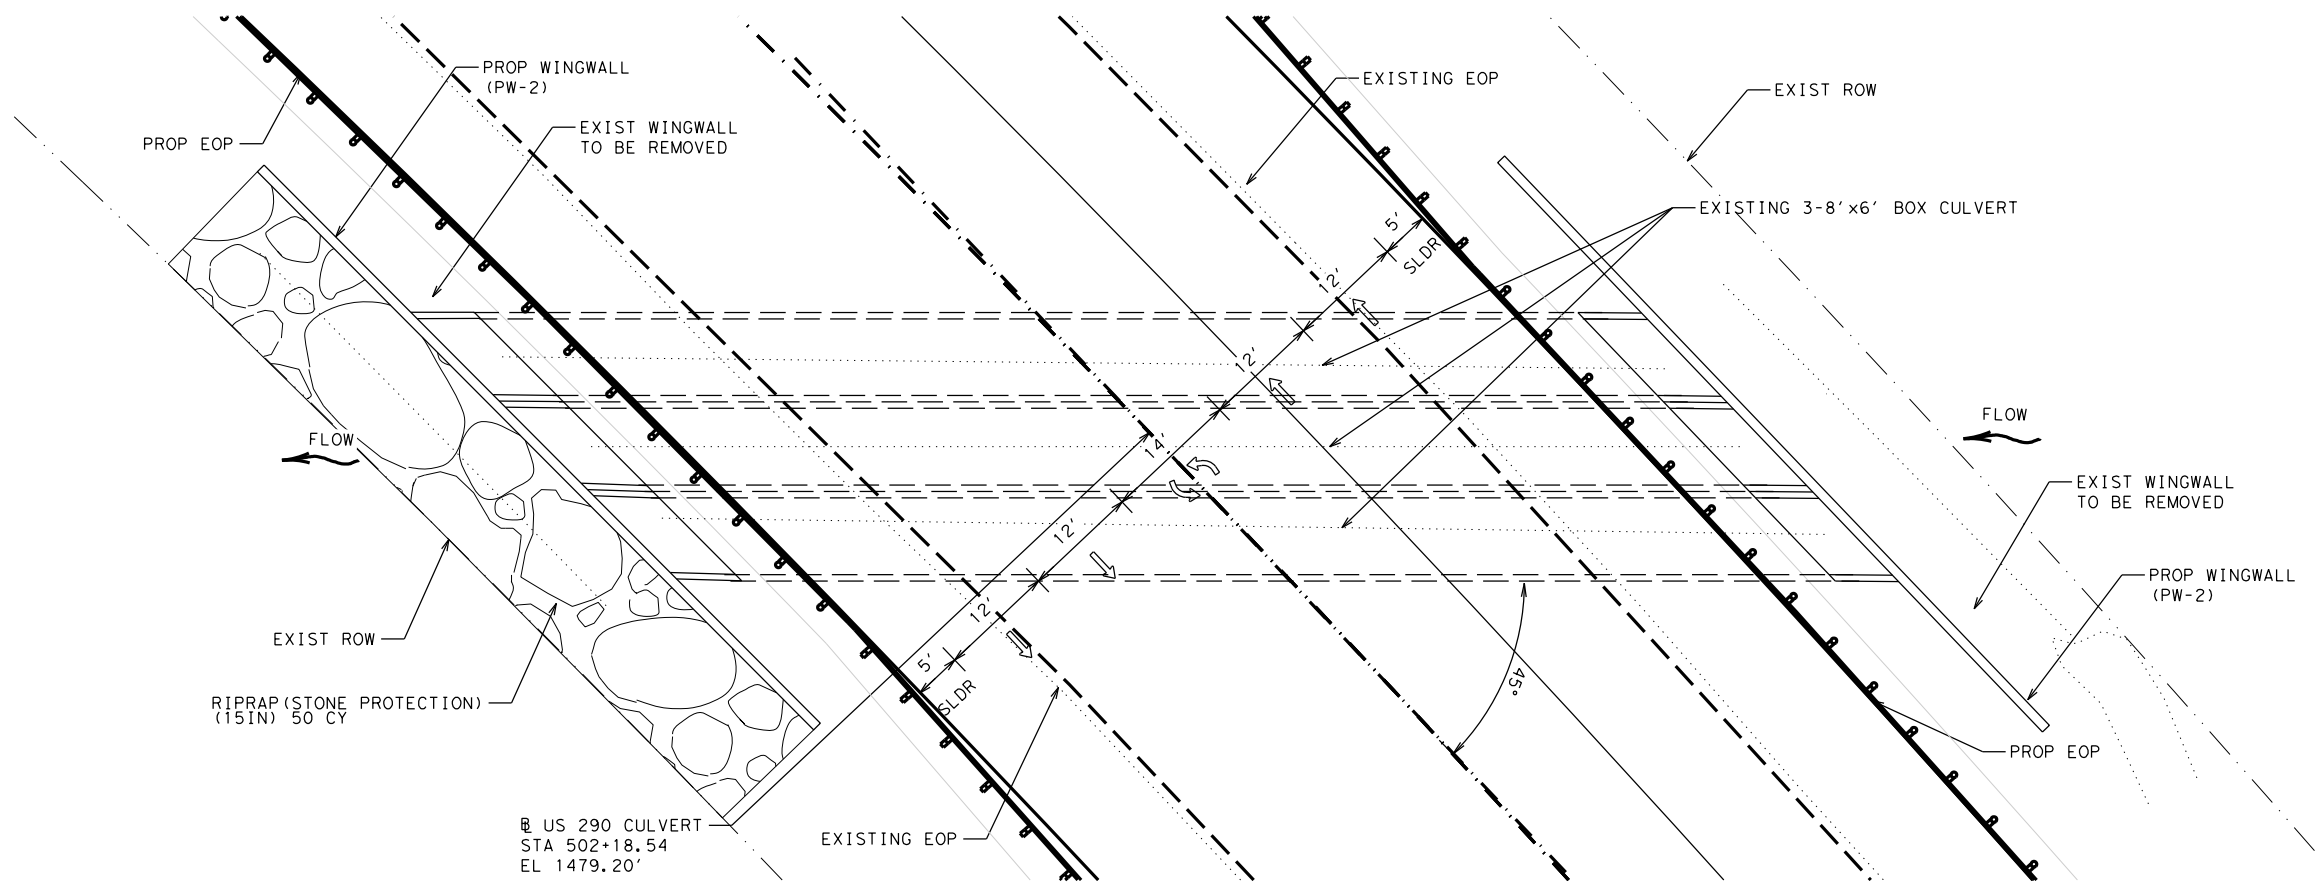 PROP WINGWALL
(PW-2)
EXISTING EOP
EXIST ROW
EXIST WINGWALL
TO BE REMOVED
PROP EOP
EXISTING 3-8'x6' BOX CULVERT
5'
SLDR
12'
12'
14'
12'
12'
5'
SLDR
FLOW
FLOW
EXIST WINGWALL
TO BE REMOVED
PROP WINGWALL
(PW-2)
EXIST ROW
45°
RIPRAP(STONE PROTECTION)
(15IN) 50 CY
PROP EOP
BL US 290 CULVERT
STA 502+18.54
EL 1479.20'
EXISTING EOP